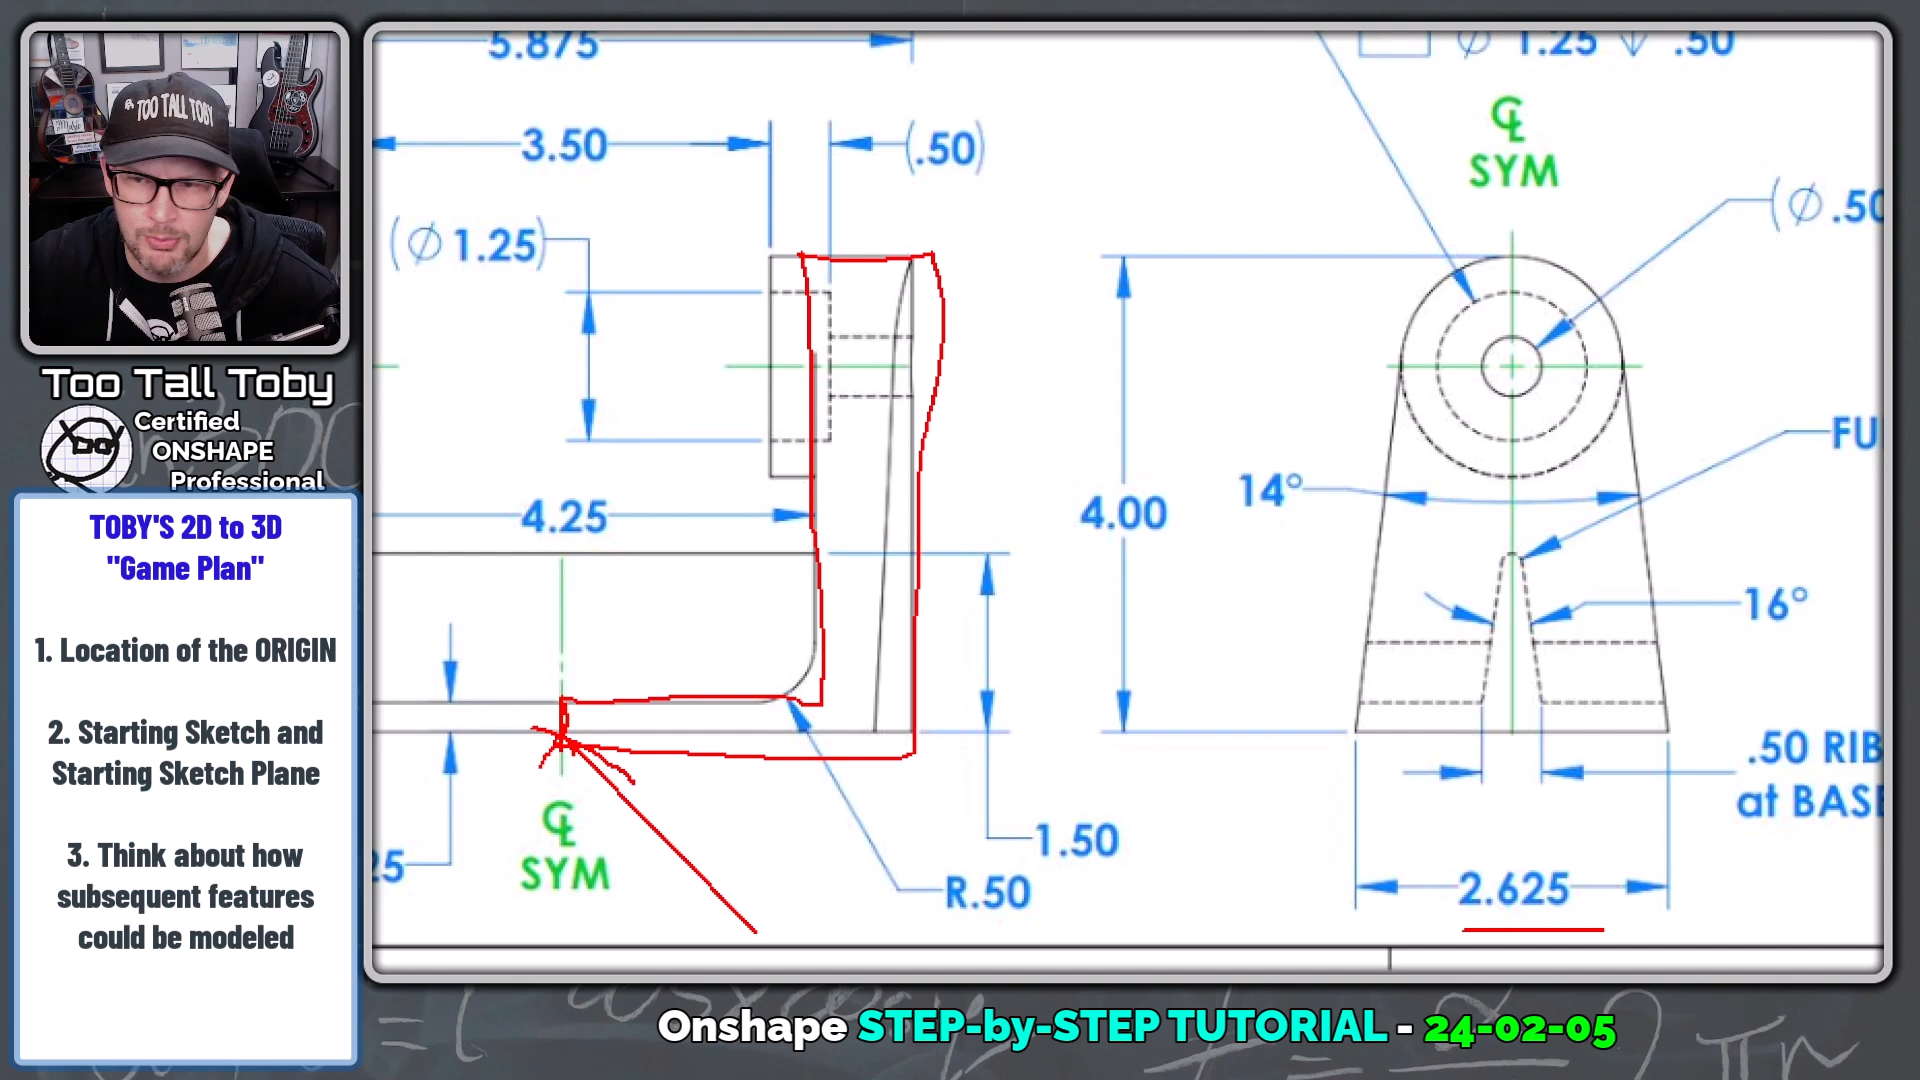 TOO TALL TOBY
Too Tall Toby
Certified
ONSHAPE
Professional
TOBY'S 2D to 3D
"Game Plan"
1. Location of the ORIGIN
2. Starting Sketch and
Starting Sketch Plane
3. Think about how
subsequent features
could be modeled
5.875
3.50
(.50)
(∅ 1.25)
4.25
25
℄
SYM
1.50
R.50
∅ 1.25 ↧ .50
℄
SYM
(∅ .50
4.00
14°
FU
16°
.50 RIB
at BASE
2.625
Onshape STEP-by-STEP TUTORIAL - 24-02-05